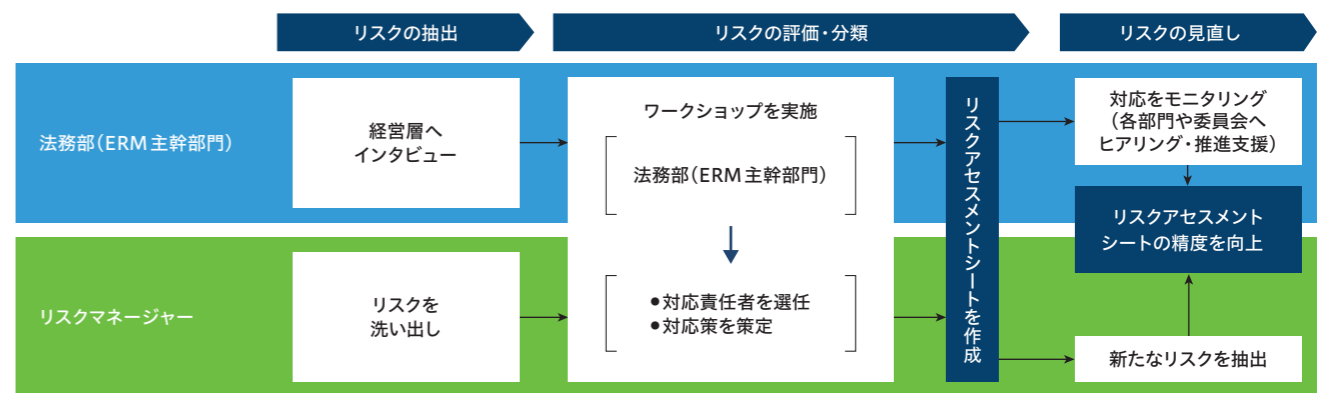 リスクの抽出
リスクの評価・分類
リスクの見直し
法務部（ERM主幹部門）
経営層へ
インタビュー
ワークショップを実施
法務部（ERM主幹部門）
リスクマネージャー
リスクを
洗い出し
●対応責任者を選任
●対応策を策定
リスクアセスメントシートを作成
対応をモニタリング
（各部門や委員会へ
ヒアリング・推進支援）
リスクアセスメント
シートの精度を向上
新たなリスクを抽出